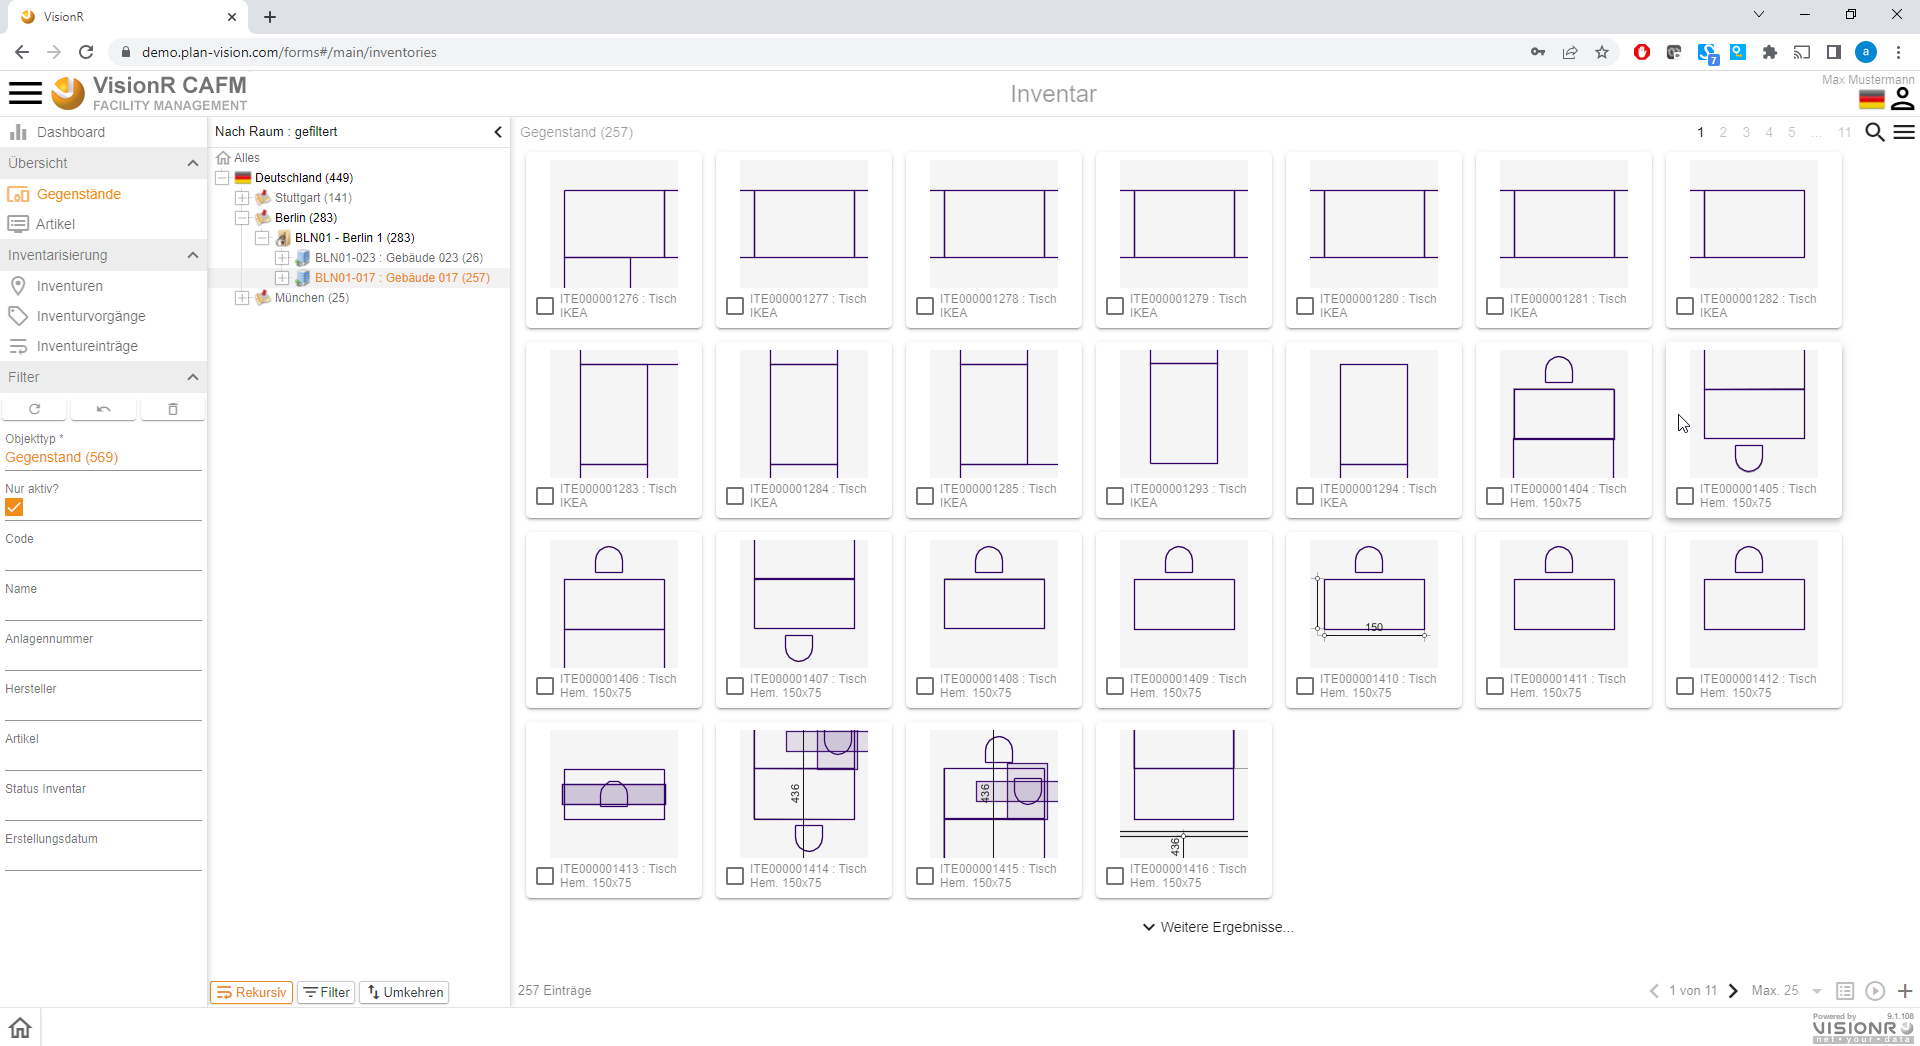 VisionR
demo.plan-vision.com/forms#/main/inventories
7
a
VisionR CAFM
FACILITY MANAGEMENT
Inventar
Max Mustermann
Dashboard
Übersicht
Gegenstände
Artikel
Inventarisierung
Inventuren
Inventurvorgänge
Inventureinträge
Filter
Objekttyp *
Gegenstand (569)
Nur aktiv?
Code
Name
Anlagennummer
Hersteller
Artikel
Status Inventar
Erstellungsdatum
Nach Raum : gefiltert
Alles
Deutschland (449)
Stuttgart (141)
Berlin (283)
BLN01 - Berlin 1 (283)
BLN01-023 : Gebäude 023 (26)
BLN01-017 : Gebäude 017 (257)
München (25)
Rekursiv
Filter
Umkehren
Gegenstand (257)
1 2 3 4 5 ... 11
ITE000001276 : Tisch
IKEA
ITE000001277 : Tisch
IKEA
ITE000001278 : Tisch
IKEA
ITE000001279 : Tisch
IKEA
ITE000001280 : Tisch
IKEA
ITE000001281 : Tisch
IKEA
ITE000001282 : Tisch
IKEA
ITE000001283 : Tisch
IKEA
ITE000001284 : Tisch
IKEA
ITE000001285 : Tisch
IKEA
ITE000001293 : Tisch
IKEA
ITE000001294 : Tisch
IKEA
ITE000001404 : Tisch
Hem. 150x75
ITE000001405 : Tisch
Hem. 150x75
ITE000001406 : Tisch
Hem. 150x75
ITE000001407 : Tisch
Hem. 150x75
ITE000001408 : Tisch
Hem. 150x75
ITE000001409 : Tisch
Hem. 150x75
150
ITE000001410 : Tisch
Hem. 150x75
ITE000001411 : Tisch
Hem. 150x75
ITE000001412 : Tisch
Hem. 150x75
ITE000001413 : Tisch
Hem. 150x75
436
ITE000001414 : Tisch
Hem. 150x75
436
ITE000001415 : Tisch
Hem. 150x75
436
ITE000001416 : Tisch
Hem. 150x75
Weitere Ergebnisse...
257 Einträge
1 von 11
Max. 25
Powered by 9.1.108
VISIONR
net • your • data